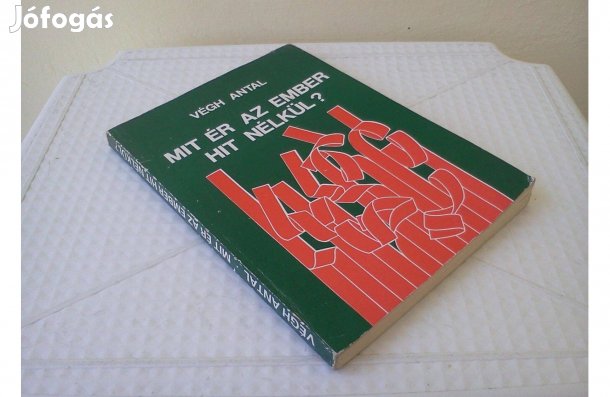 Jófogás
VÉGH ANTAL
MIT ÉR AZ EMBER
HIT NÉLKÜL?
VÉGH ANTAL MIT ÉR AZ EMBER HIT NÉLKÜL?